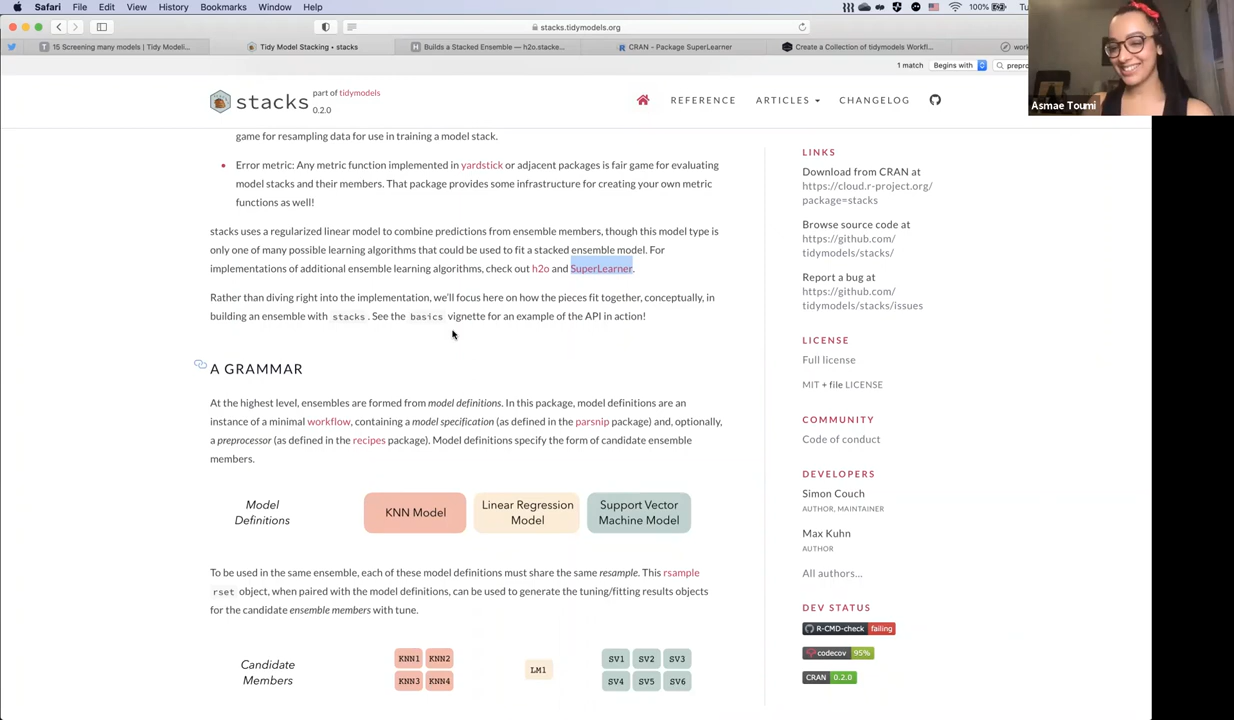 Safari File Edit View History Bookmarks Window Help 100% Tu
stacks.tidymodels.org
15 Screening many models | Tidy Model...
Tidy Model Stacking • stacks
Builds a Stacked Ensemble — h2o.stacke...
CRAN - Package SuperLearner
Create a Collection of tidymodels Workfl...
work
1 match Begins with prepro
Asmae Toumi
stacks part of tidymodels
0.2.0
REFERENCE ARTICLES CHANGELOG
game for resampling data for use in training a model stack.
• Error metric: Any metric function implemented in yardstick or adjacent packages is fair game for evaluating
model stacks and their members. That package provides some infrastructure for creating your own metric
functions as well!
stacks uses a regularized linear model to combine predictions from ensemble members, though this model type is
only one of many possible learning algorithms that could be used to fit a stacked ensemble model. For
implementations of additional ensemble learning algorithms, check out h2o and SuperLearner.
Rather than diving right into the implementation, we'll focus here on how the pieces fit together, conceptually, in
building an ensemble with stacks. See the basics vignette for an example of the API in action!
A GRAMMAR
At the highest level, ensembles are formed from model definitions. In this package, model definitions are an
instance of a minimal workflow, containing a model specification (as defined in the parsnip package) and, optionally,
a preprocessor (as defined in the recipes package). Model definitions specify the form of candidate ensemble
members.
Model
Definitions
KNN Model
Linear Regression
Model
Support Vector
Machine Model
To be used in the same ensemble, each of these model definitions must share the same resample. This rsample
rset object, when paired with the model definitions, can be used to generate the tuning/fitting results objects
for the candidate ensemble members with tune.
Candidate
Members
KNN1 KNN2
KNN3 KNN4
LM1
SV1 SV2 SV3
SV4 SV5 SV6
LINKS
Download from CRAN at
https://cloud.r-project.org/
package=stacks
Browse source code at
https://github.com/
tidymodels/stacks/
Report a bug at
https://github.com/
tidymodels/stacks/issues
LICENSE
Full license
MIT + file LICENSE
COMMUNITY
Code of conduct
DEVELOPERS
Simon Couch
AUTHOR, MAINTAINER
Max Kuhn
AUTHOR
All authors...
DEV STATUS
R-CMD-check failing
codecov 95%
CRAN 0.2.0